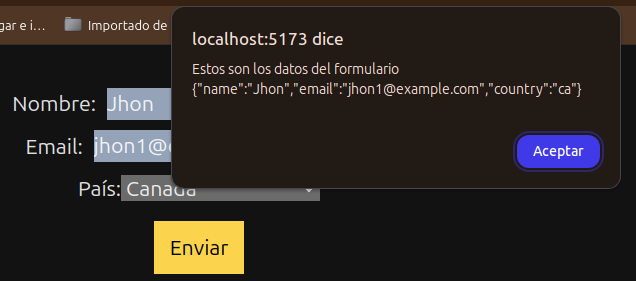 gar e i...
Importado de
localhost:5173 dice
Estos son los datos del formulario
{"name":"Jhon","email":"jhon1@example.com","country":"ca"}
Aceptar
Nombre: Jhon
Email: jhon1@
País: Canada
Enviar